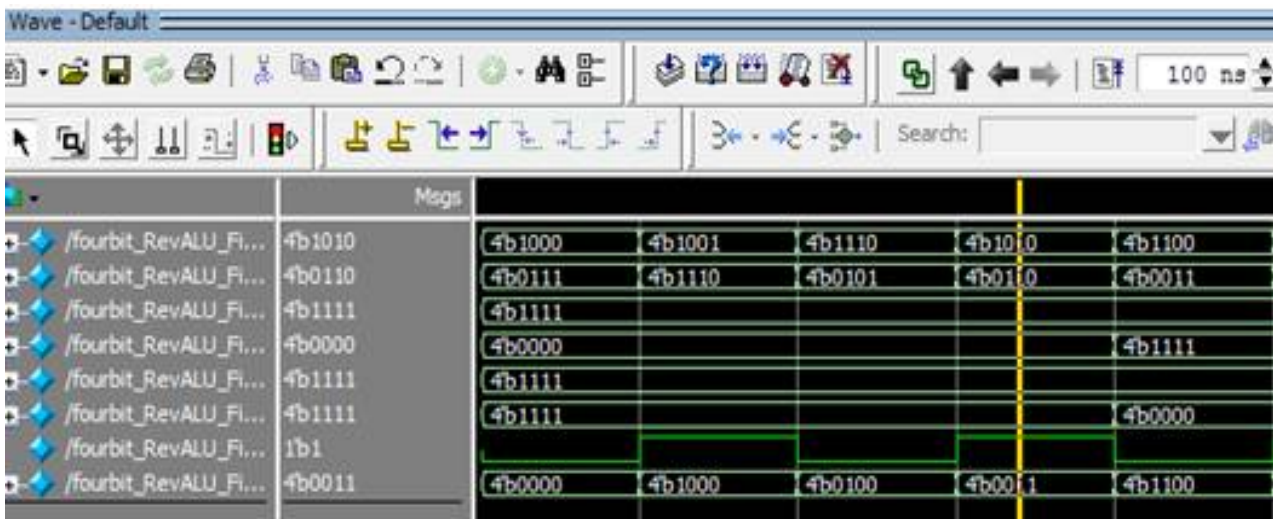 Wave - Default
100 ns
Search:
Msgs
/fourbit_RevALU_Fi... 4'b1010 4'b1000 4'b1001 4'b1110 4'b1010 4'b1100
/fourbit_RevALU_Fi... 4'b0110 4'b0111 4'b1110 4'b0101 4'b0110 4'b0011
/fourbit_RevALU_Fi... 4'b1111 4'b1111
/fourbit_RevALU_Fi... 4'b0000 4'b0000 4'b1111
/fourbit_RevALU_Fi... 4'b1111 4'b1111
/fourbit_RevALU_Fi... 4'b1111 4'b1111 4'b0000
/fourbit_RevALU_Fi... 1'b1
/fourbit_RevALU_Fi... 4'b0011 4'b0000 4'b1000 4'b0100 4'b0011 4'b1100